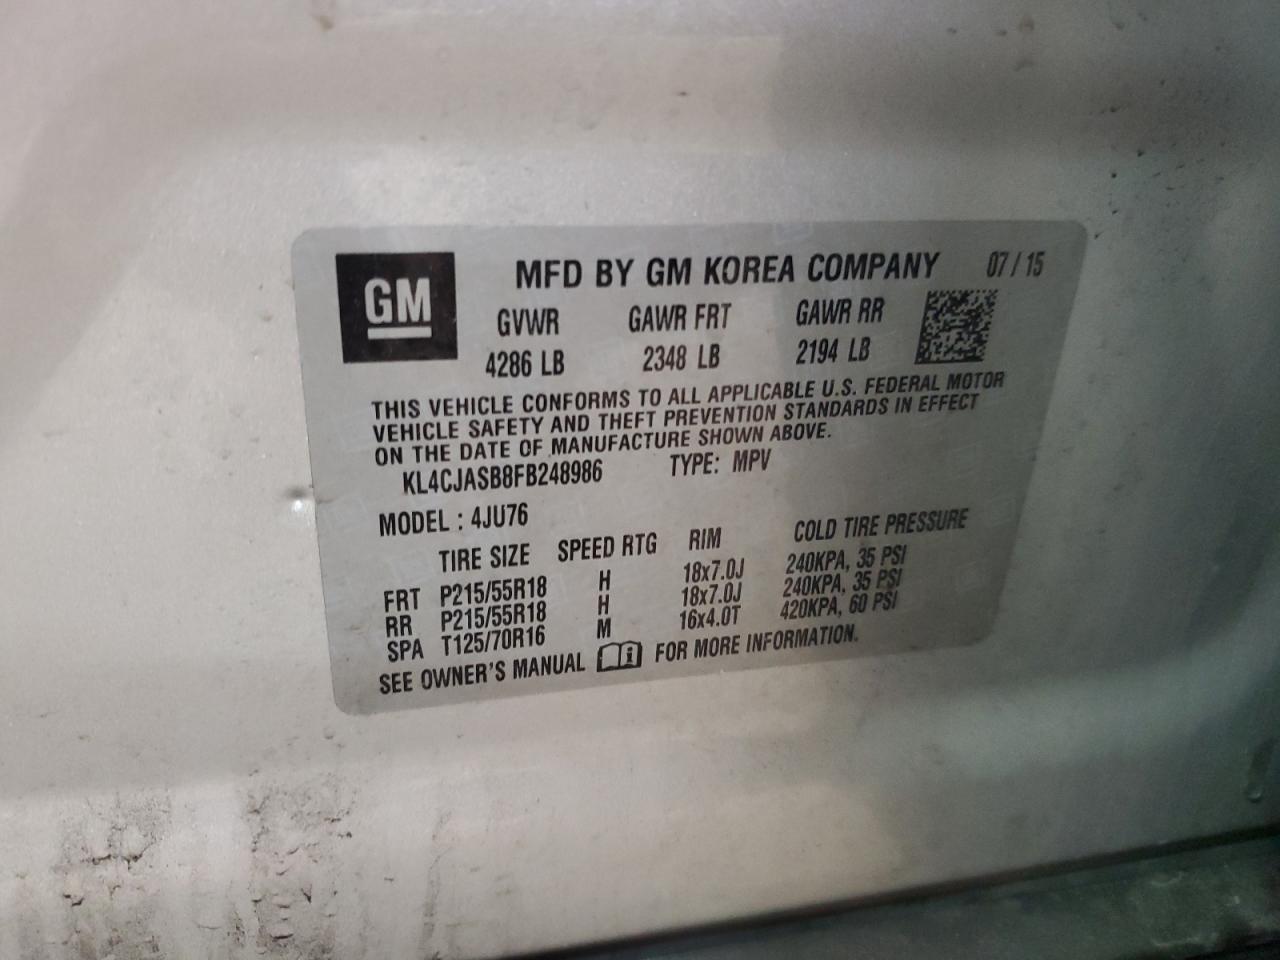 GM
MFD BY GM KOREA COMPANY 07/15
GVWR GAWR FRT GAWR RR
4286 LB 2348 LB 2194 LB
THIS VEHICLE CONFORMS TO ALL APPLICABLE U.S. FEDERAL MOTOR
VEHICLE SAFETY AND THEFT PREVENTION STANDARDS IN EFFECT
ON THE DATE OF MANUFACTURE SHOWN ABOVE.
KL4CJASB8FB248986 TYPE: MPV
MODEL : 4JU76
TIRE SIZE SPEED RTG RIM COLD TIRE PRESSURE
FRT P215/55R18 H 18x7.0J 240KPA, 35 PSI
RR P215/55R18 H 18x7.0J 240KPA, 35 PSI
SPA T125/70R16 M 16x4.0T 420KPA, 60 PSI
SEE OWNER'S MANUAL FOR MORE INFORMATION.